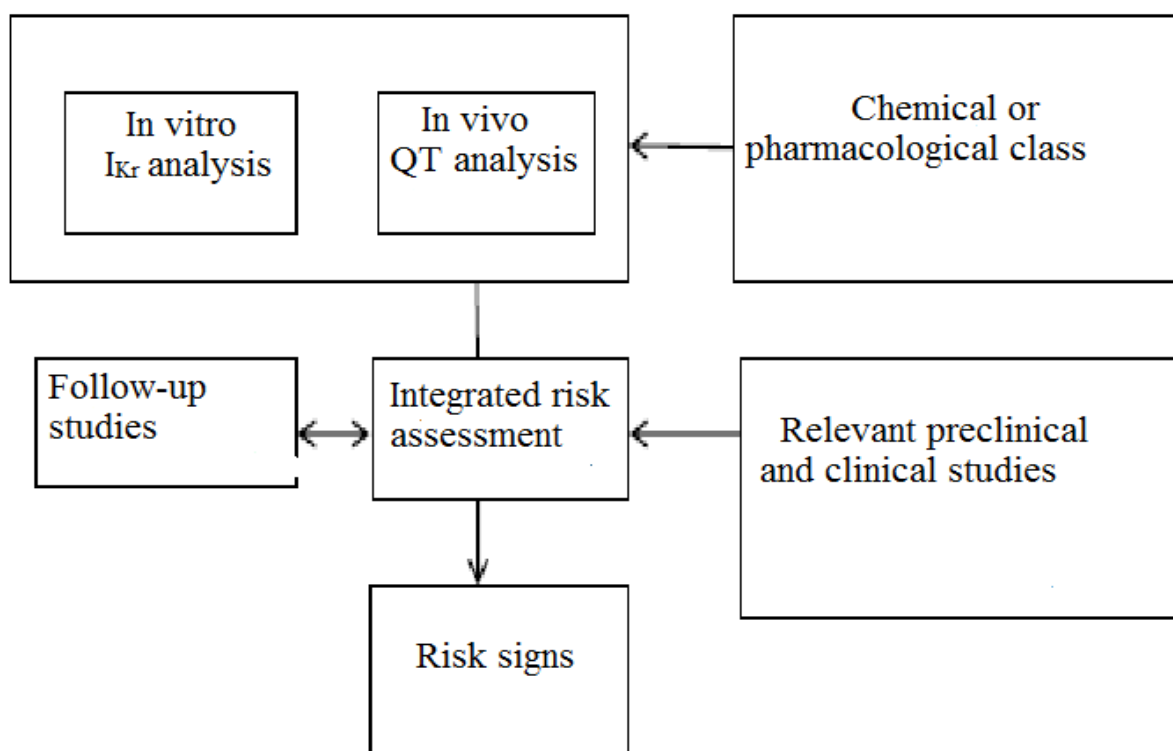 In vitro
IKr analysis
In vivo
QT analysis
Chemical or
pharmacological class
Follow-up
studies
Integrated risk
assessment
Relevant preclinical
and clinical studies
Risk signs